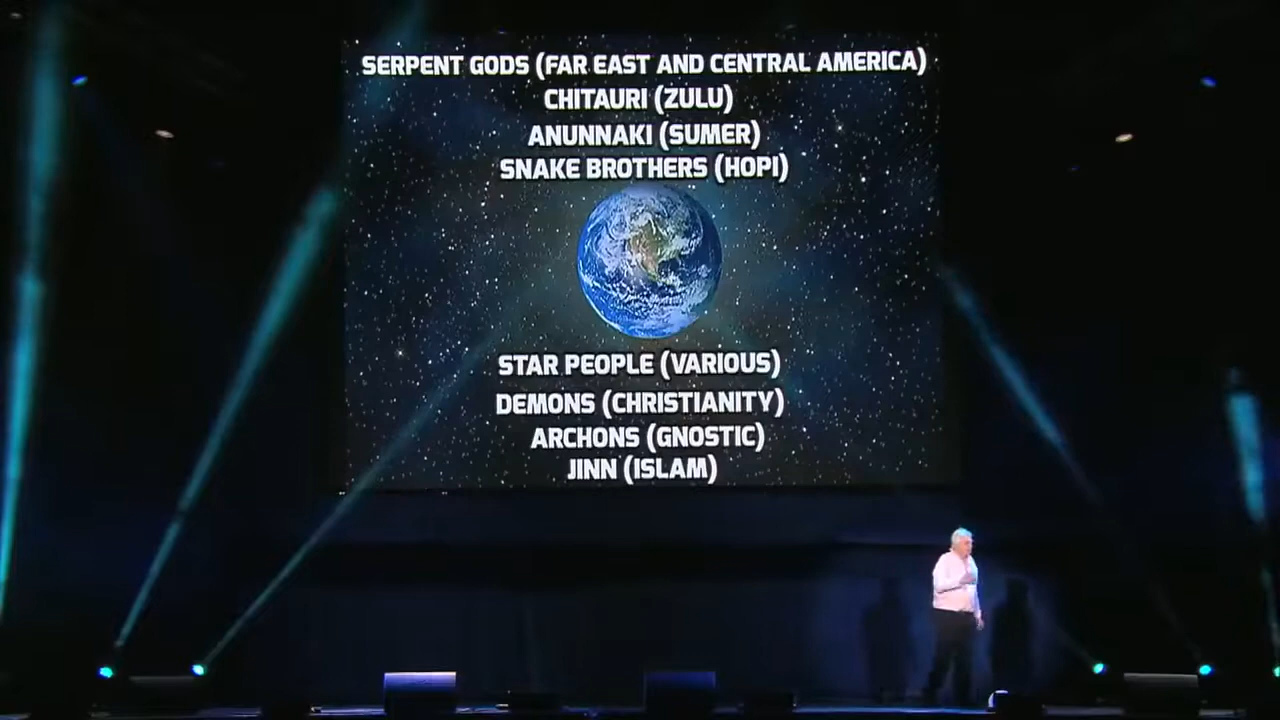 SERPENT GODS (FAR EAST AND CENTRAL AMERICA)
CHITAURI (ZULU)
ANUNNAKI (SUMER)
SNAKE BROTHERS (HOPI)
STAR PEOPLE (VARIOUS)
DEMONS (CHRISTIANITY)
ARCHONS (GNOSTIC)
JINN (ISLAM)